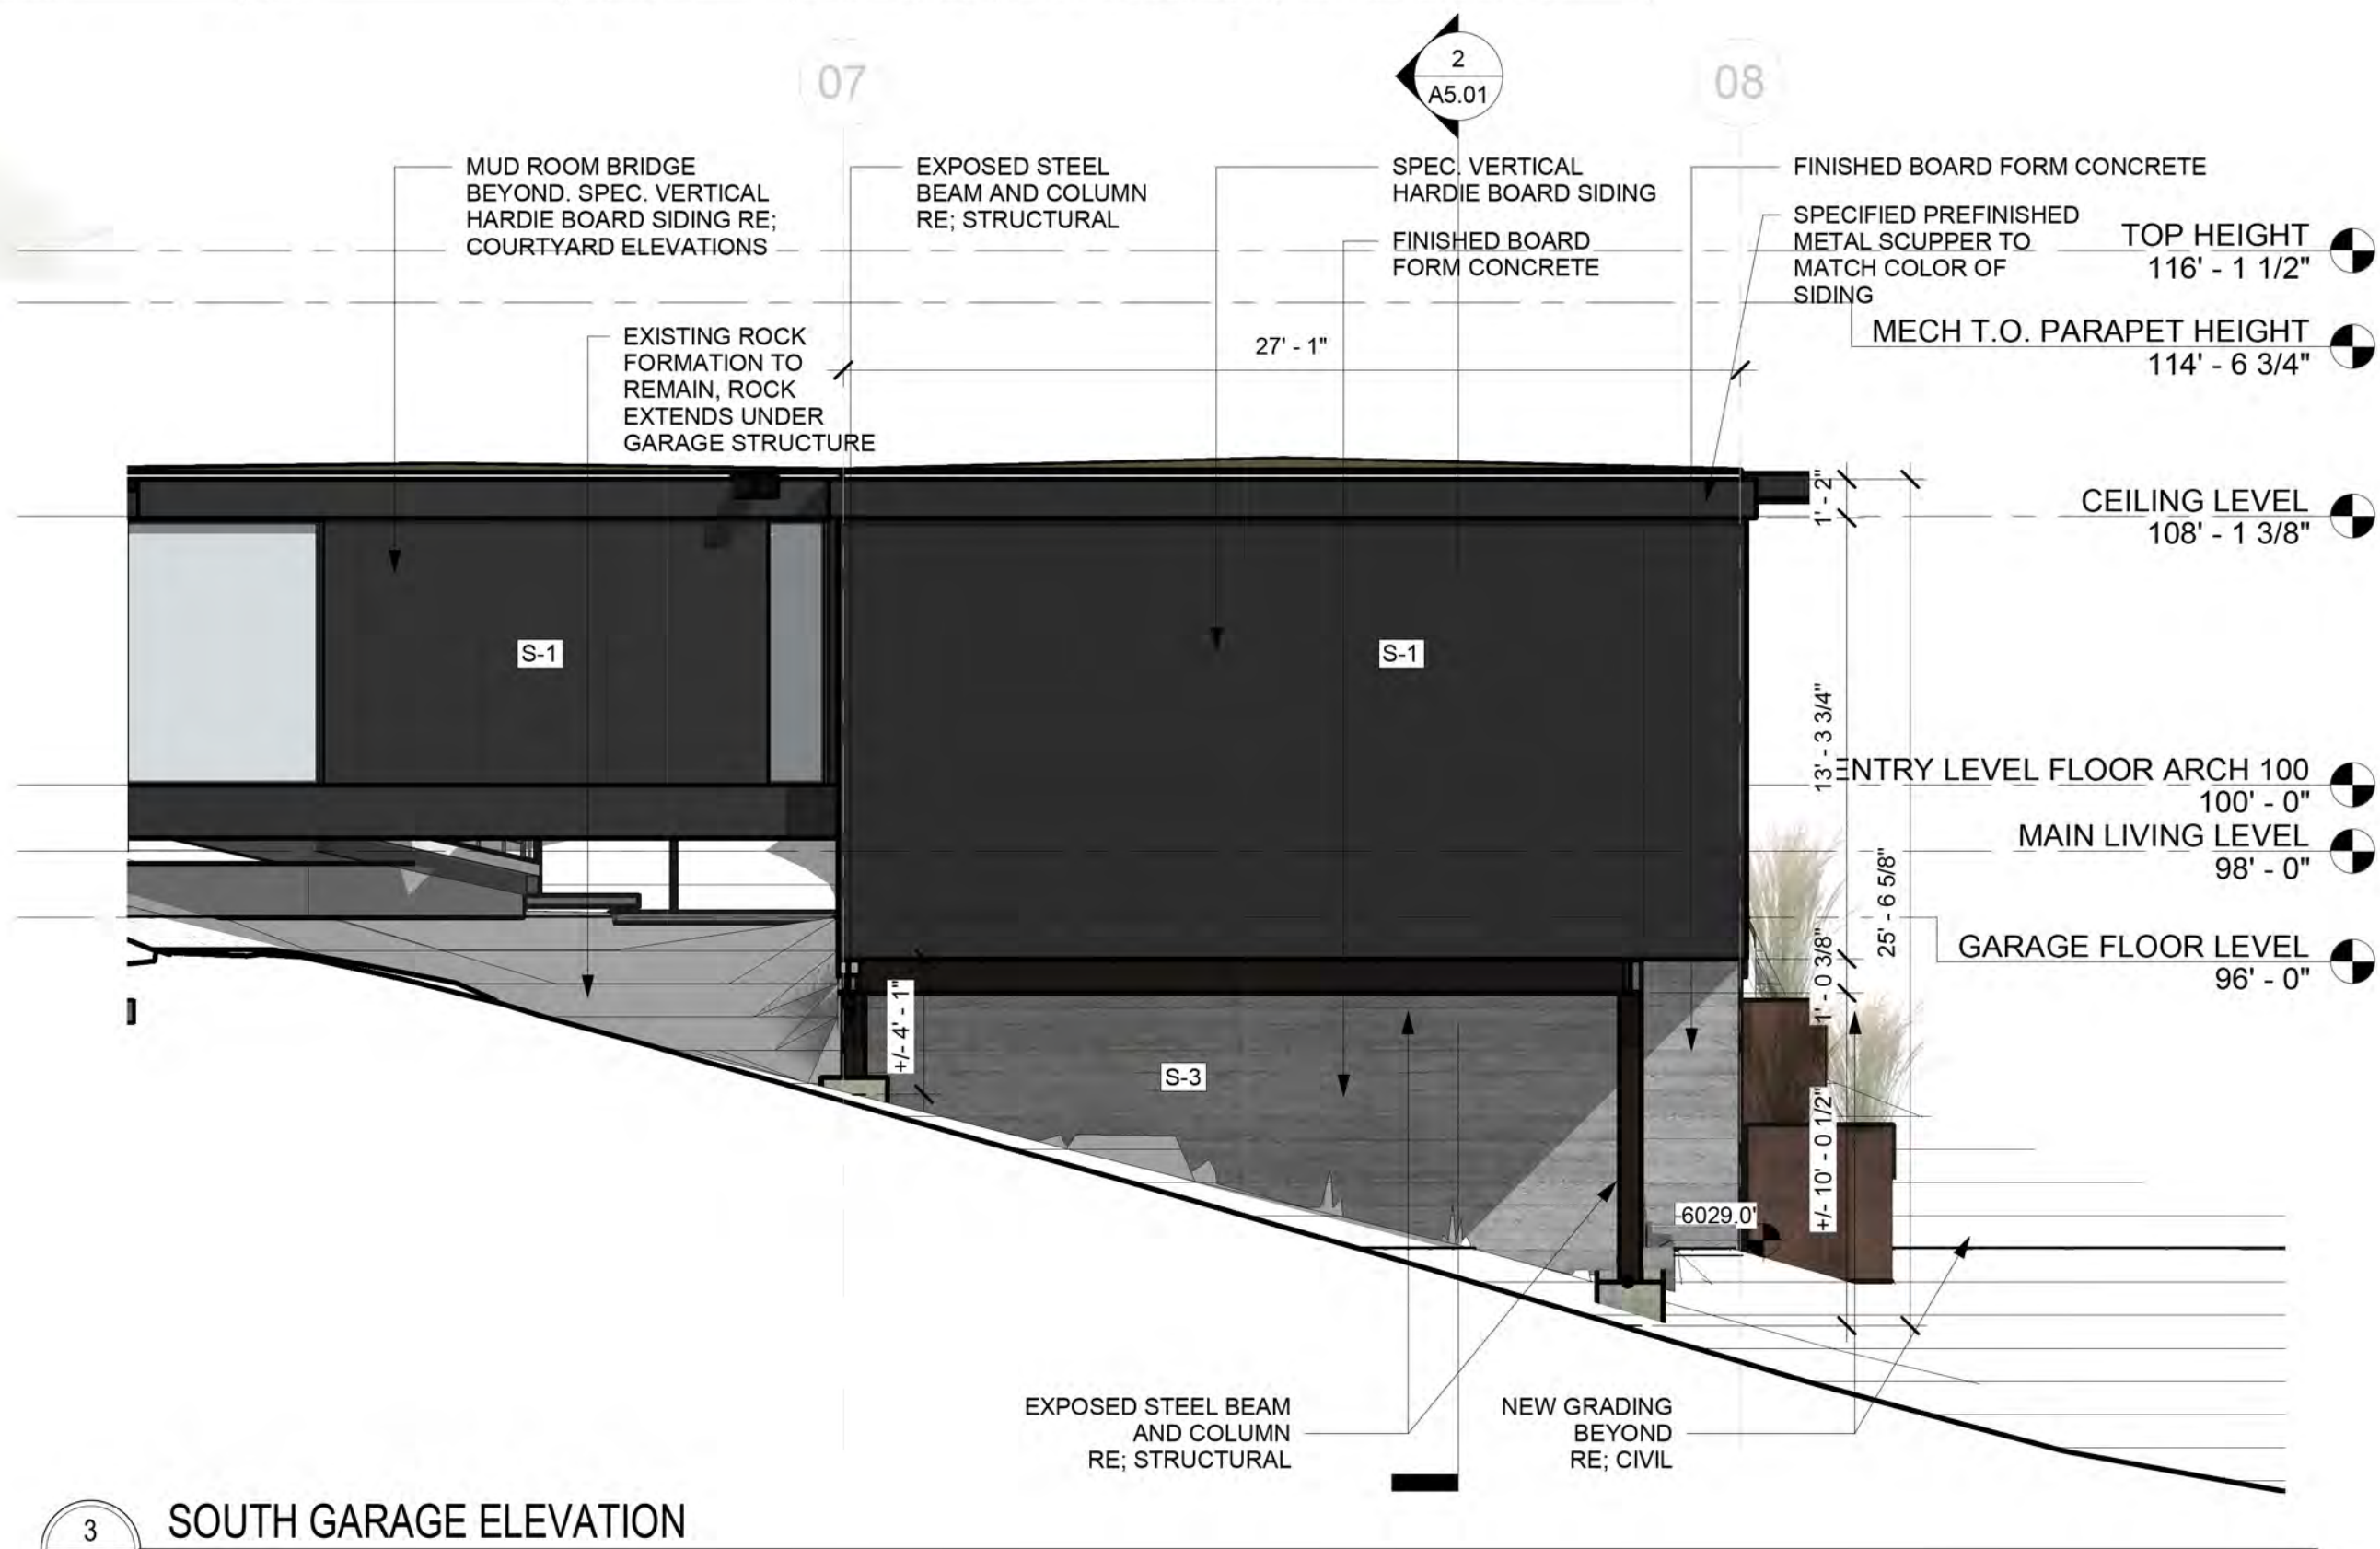 07
2
A5.01
08
MUD ROOM BRIDGE
BEYOND. SPEC. VERTICAL
HARDIE BOARD SIDING RE;
COURTYARD ELEVATIONS
EXPOSED STEEL
BEAM AND COLUMN
RE; STRUCTURAL
SPEC. VERTICAL
HARDIE BOARD SIDING
FINISHED BOARD
FORM CONCRETE
FINISHED BOARD FORM CONCRETE
SPECIFIED PREFINISHED
METAL SCUPPER TO
MATCH COLOR OF
SIDING
TOP HEIGHT
116' - 1 1/2"
MECH T.O. PARAPET HEIGHT
114' - 6 3/4"
EXISTING ROCK
FORMATION TO
REMAIN, ROCK
EXTENDS UNDER
GARAGE STRUCTURE
27' - 1"
1' - 2"
CEILING LEVEL
108' - 1 3/8"
S-1
S-1
13' - 3 3/4"
ENTRY LEVEL FLOOR ARCH 100
100' - 0"
MAIN LIVING LEVEL
98' - 0"
25' - 6 5/8"
1' - 0 3/8"
GARAGE FLOOR LEVEL
96' - 0"
+/- 4' - 1"
S-3
+/- 10' - 0 1/2"
6029.0'
EXPOSED STEEL BEAM
AND COLUMN
RE; STRUCTURAL
NEW GRADING
BEYOND
RE; CIVIL
3
SOUTH GARAGE ELEVATION